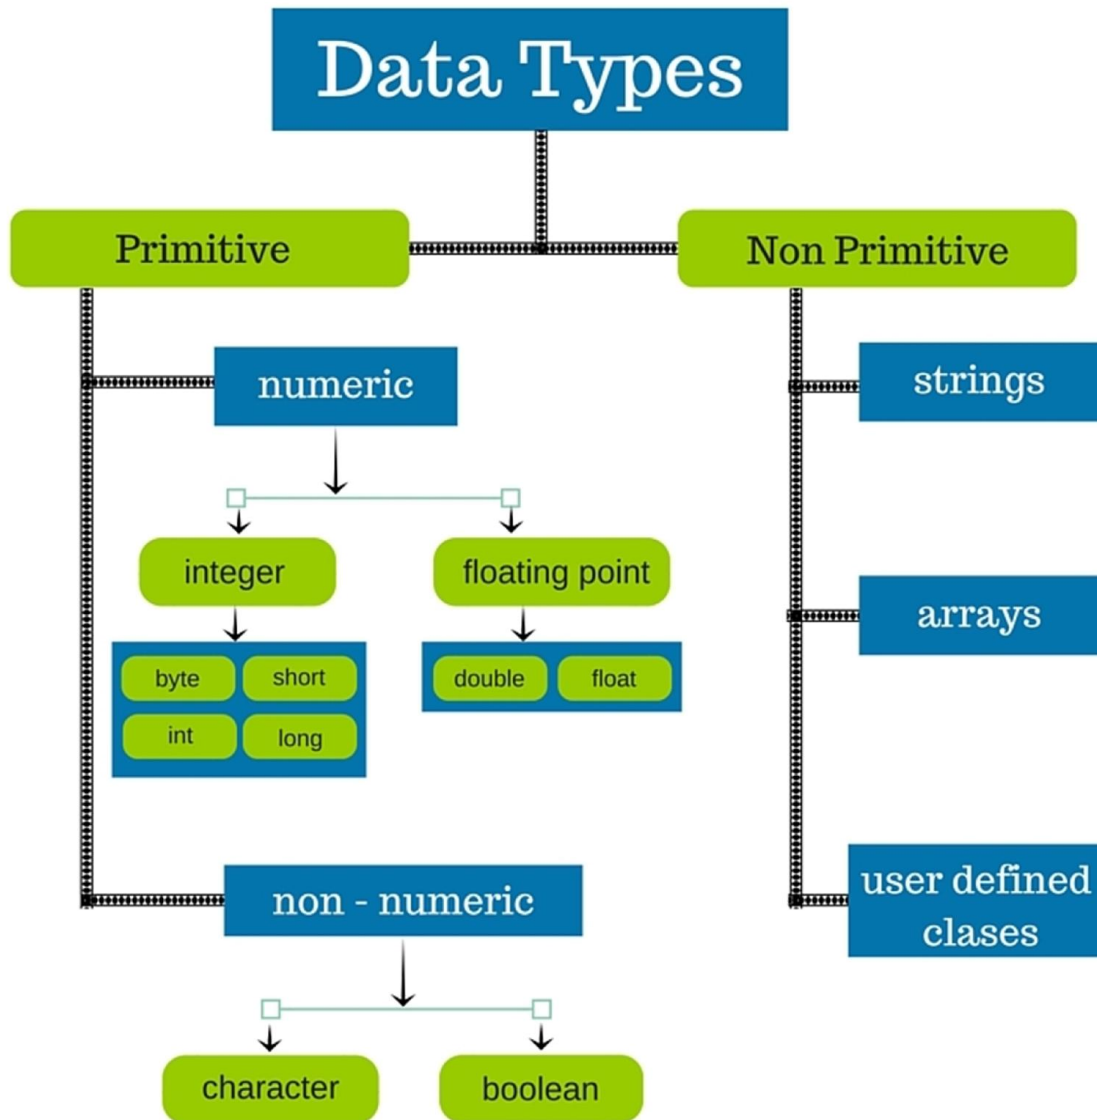 Data Types
Primitive
Non Primitive
numeric
strings
integer
floating point
arrays
byte
short
double
float
int
long
non - numeric
user defined
clases
character
boolean